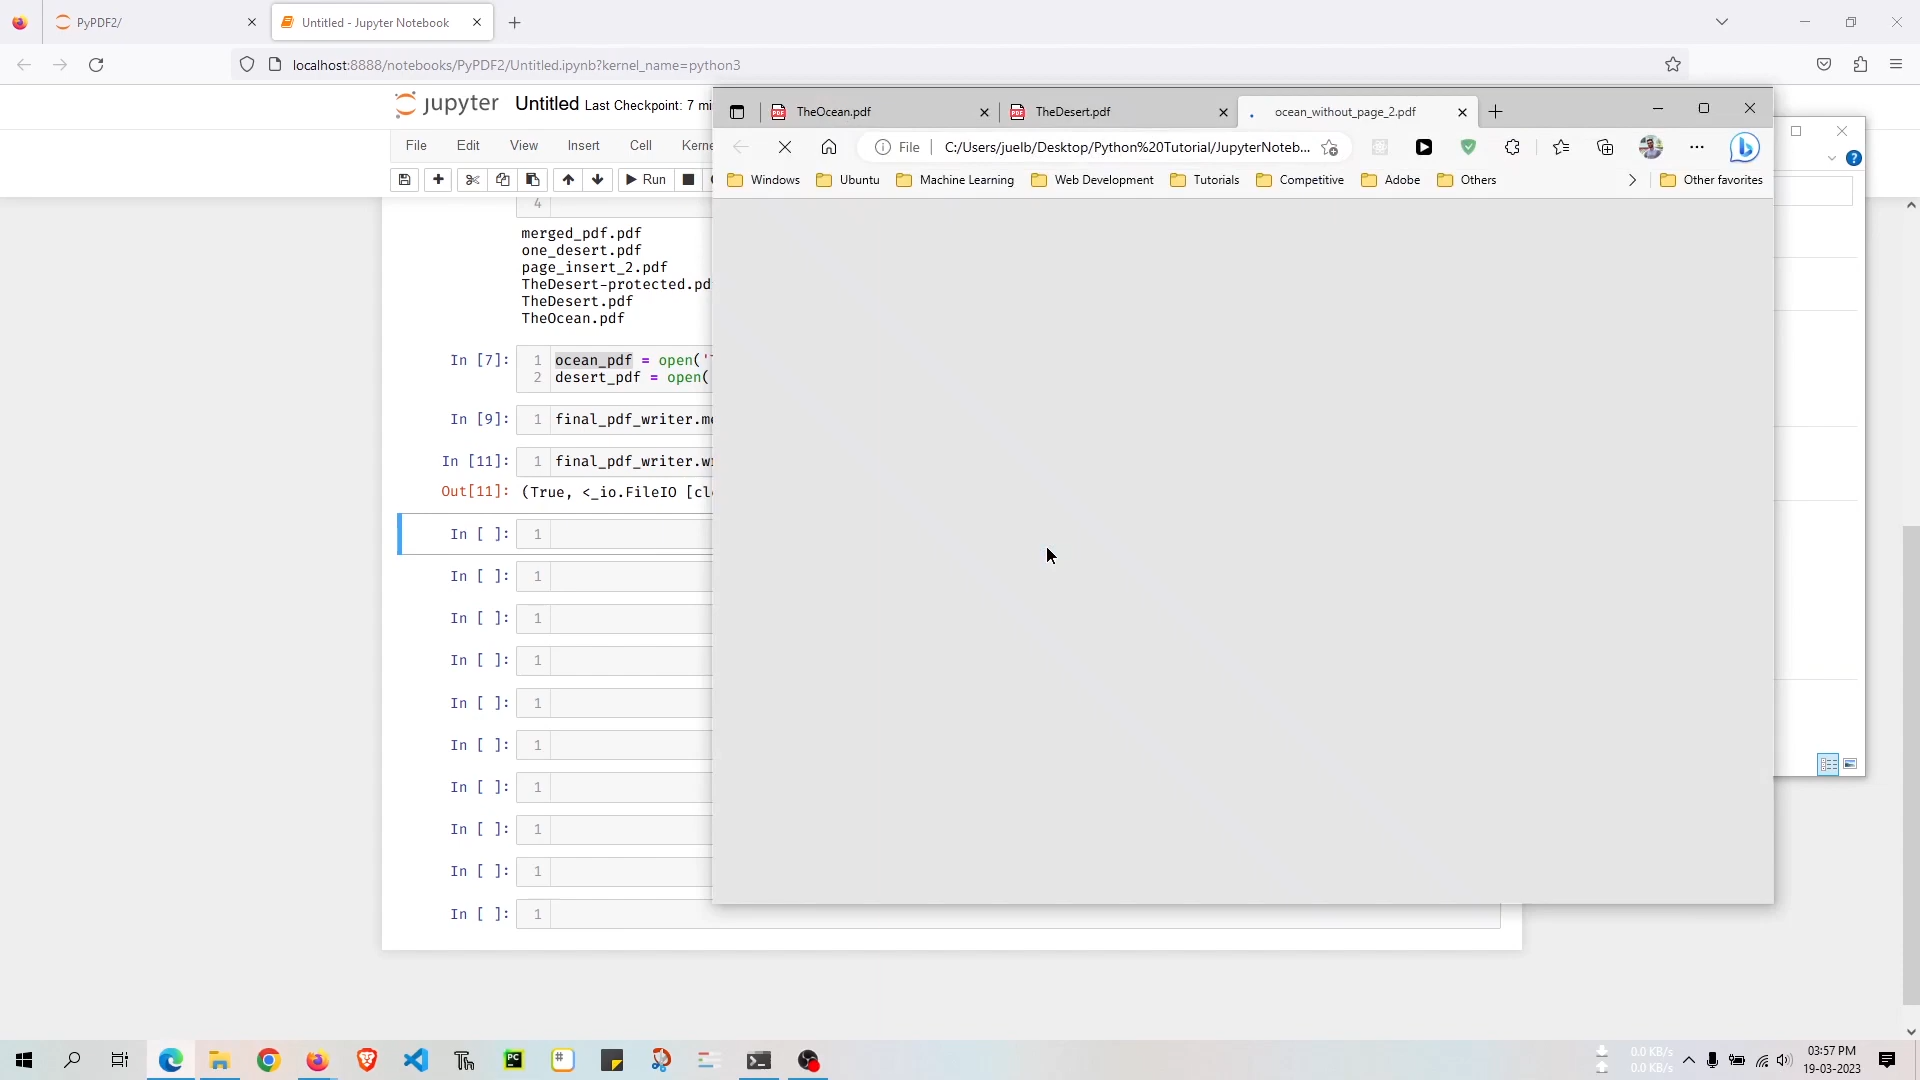 PyPDF2/
Untitled - Jupyter Notebook
localhost:8888/notebooks/PyPDF2/Untitled.ipynb?kernel_name=python3
jupyter Untitled Last Checkpoint: 7 mi
File Edit View Insert Cell Kerne
Run
TheOcean.pdf
TheDesert.pdf
ocean_without_page_2.pdf
File C:/Users/juelb/Desktop/Python%20Tutorial/JupyterNoteb...
Windows Ubuntu Machine Learning Web Development Tutorials Competitive Adobe Others Other favorites
4
merged_pdf.pdf
one_desert.pdf
page_insert_2.pdf
TheDesert-protected.pd
TheDesert.pdf
TheOcean.pdf
In [7]: 1 ocean_pdf = open('
2 desert_pdf = open(
In [9]: 1 final_pdf_writer.me
In [11]: 1 final_pdf_writer.w
Out[11]: (True, <_io.FileIO [cl
In [ ]: 1
In [ ]: 1
In [ ]: 1
In [ ]: 1
In [ ]: 1
In [ ]: 1
In [ ]: 1
In [ ]: 1
In [ ]: 1
In [ ]: 1
0.0 KB/s
0.0 KB/s
03:57 PM
19-03-2023